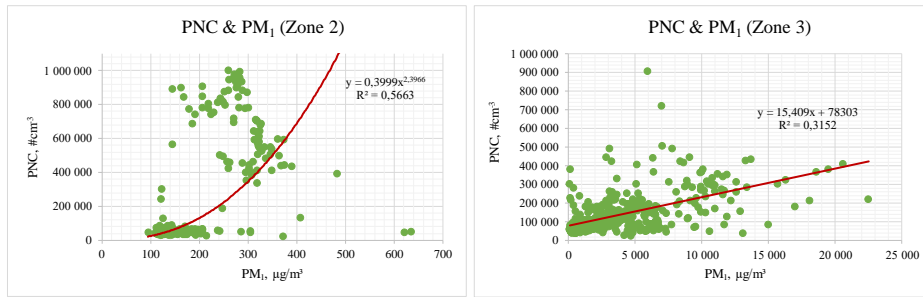 PNC & PM₁ (Zone 2)
PNC, #cm⁻³
1 000 000
800 000
600 000
400 000
200 000
0
y = 0,3999x^2,3966
R² = 0,5663
0 100 200 300 400 500 600 700
PM₁, µg/m³
PNC & PM₁ (Zone 3)
PNC, #cm⁻³
1 000 000
900 000
800 000
700 000
600 000
500 000
400 000
300 000
200 000
100 000
0
y = 15,409x + 78303
R² = 0,3152
0 5 000 10 000 15 000 20 000 25 000
PM₁, µg/m³